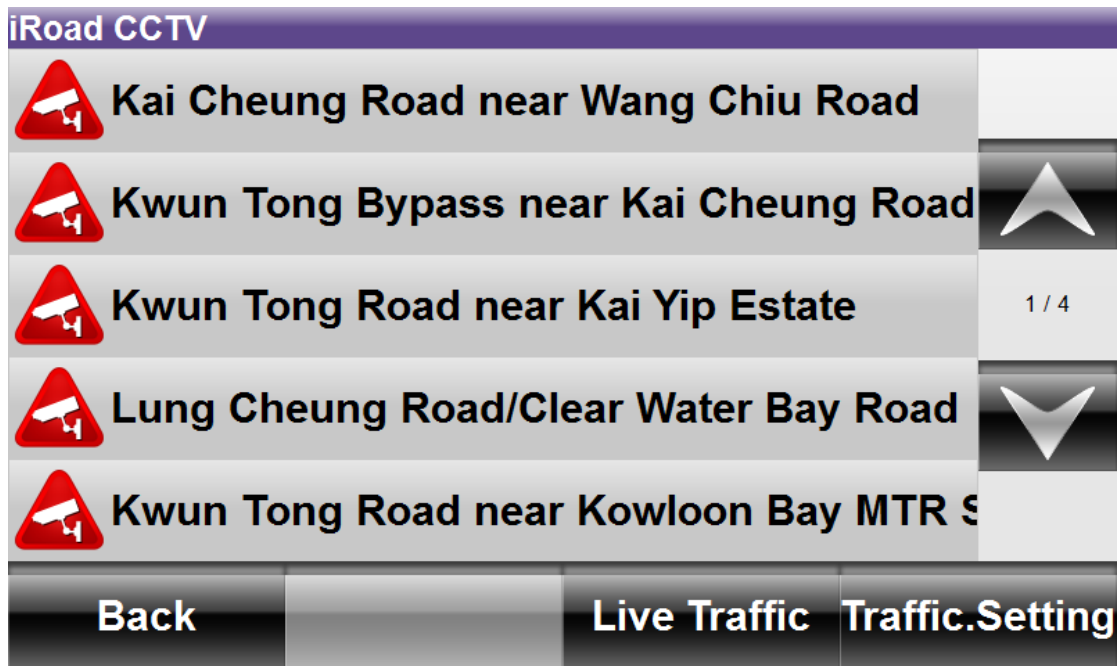 iRoad CCTV
Kai Cheung Road near Wang Chiu Road
Kwun Tong Bypass near Kai Cheung Road
Kwun Tong Road near Kai Yip Estate
1 / 4
Lung Cheung Road/Clear Water Bay Road
Kwun Tong Road near Kowloon Bay MTR S
Back
Live Traffic
Traffic.Setting